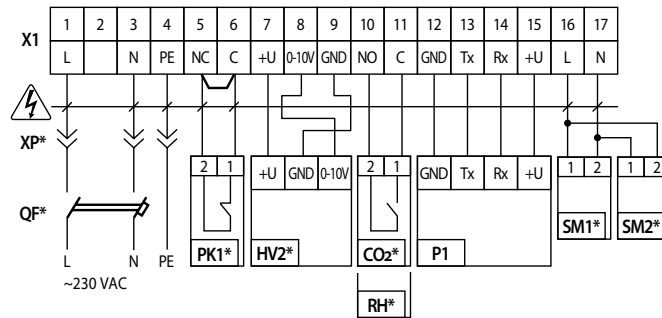 X1
1 2 3 4 5 6 7 8 9 10 11 12 13 14 15 16 17
L N PE NC C +U 0-10V GND NO C GND Tx Rx +U L N
XP*
QF*
2 1
+U GND 0-10V
2 1
GND Tx Rx +U
1 2
1 2
PK1*
HV2*
CO₂*
P1
SM1*
SM2*
L N PE
~230 VAC
RH*